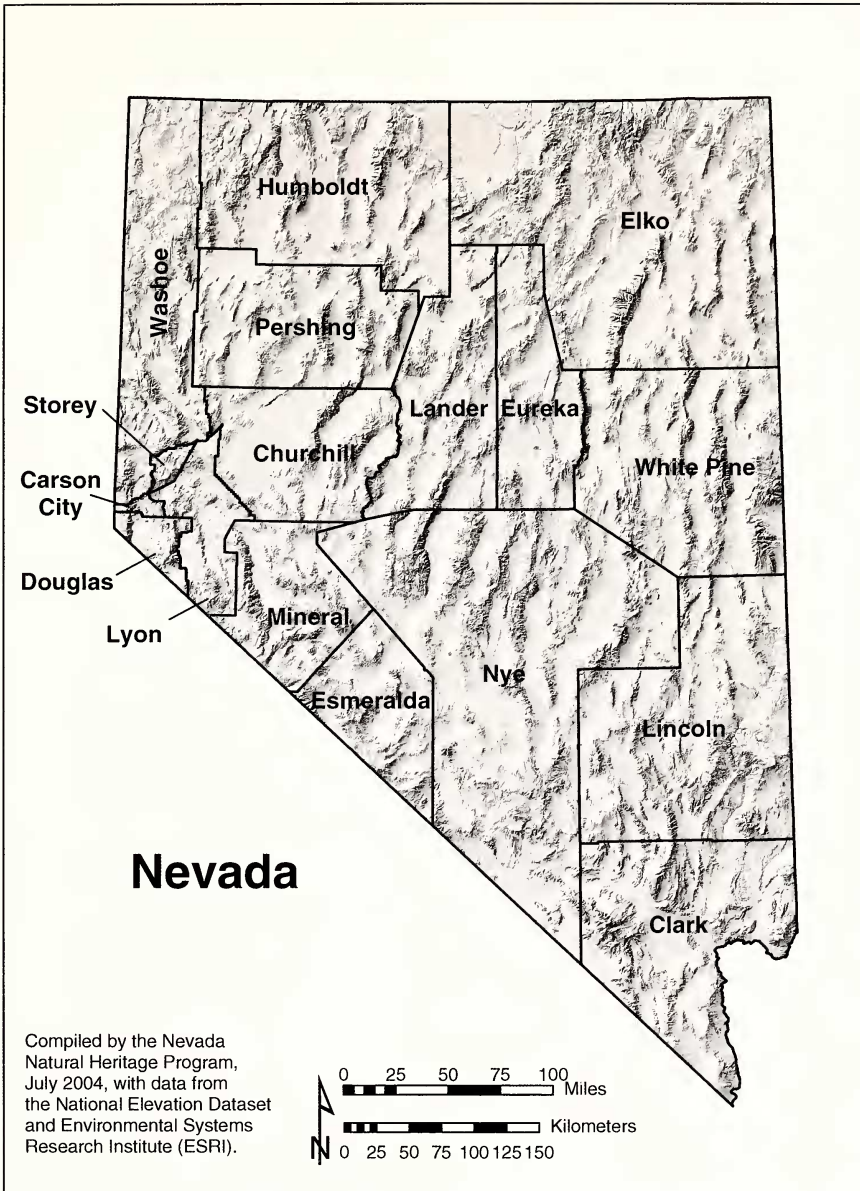 Humboldt
Elko
Washoe
Pershing
Storey
Lander
Eureka
Churchill
White Pine
Carson
City
Douglas
Lyon
Mineral
Nye
Esmeralda
Lincoln
Nevada
Clark
Compiled by the Nevada
Natural Heritage Program,
July 2004, with data from
the National Elevation Dataset
and Environmental Systems
Research Institute (ESRI).
N
0 25 50 75 100
Miles
Kilometers
0 25 50 75 100 125 150